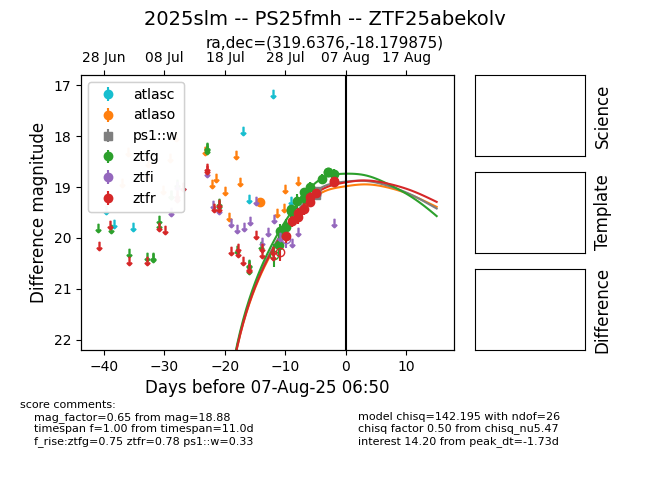 2025slm -- PS25fmh -- ZTF25abekolv
ra,dec=(319.6376,-18.179875)
28 Jun 08 Jul 18 Jul 28 Jul 07 Aug 17 Aug
17
18
19
20
21
22
Difference magnitude
atlasc
atlaso
ps1::w
ztfg
ztfi
ztfr
−40 −30 −20 −10 0 10
Days before 07-Aug-25 06:50
Science
Template
Difference
score comments:
mag_factor=0.65 from mag=18.88
timespan f=1.00 from timespan=11.0d
f_rise:ztfg=0.75 ztfr=0.78 ps1::w=0.33
model chisq=142.195 with ndof=26
chisq factor 0.50 from chisq_nu5.47
interest 14.20 from peak_dt=-1.73d